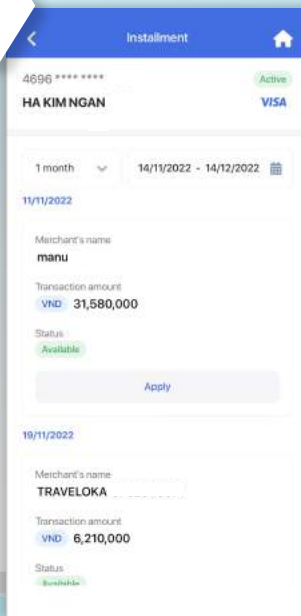 Installment
4696 **** ****
Active
HA KIM NGAN
VISA
1 month
14/11/2022 - 14/12/2022
11/11/2022
Merchant's name
manu
Transaction amount
VND 31,580,000
Status
Available
Apply
19/11/2022
Merchant's name
TRAVELOKA
Transaction amount
VND 6,210,000
Status
Available